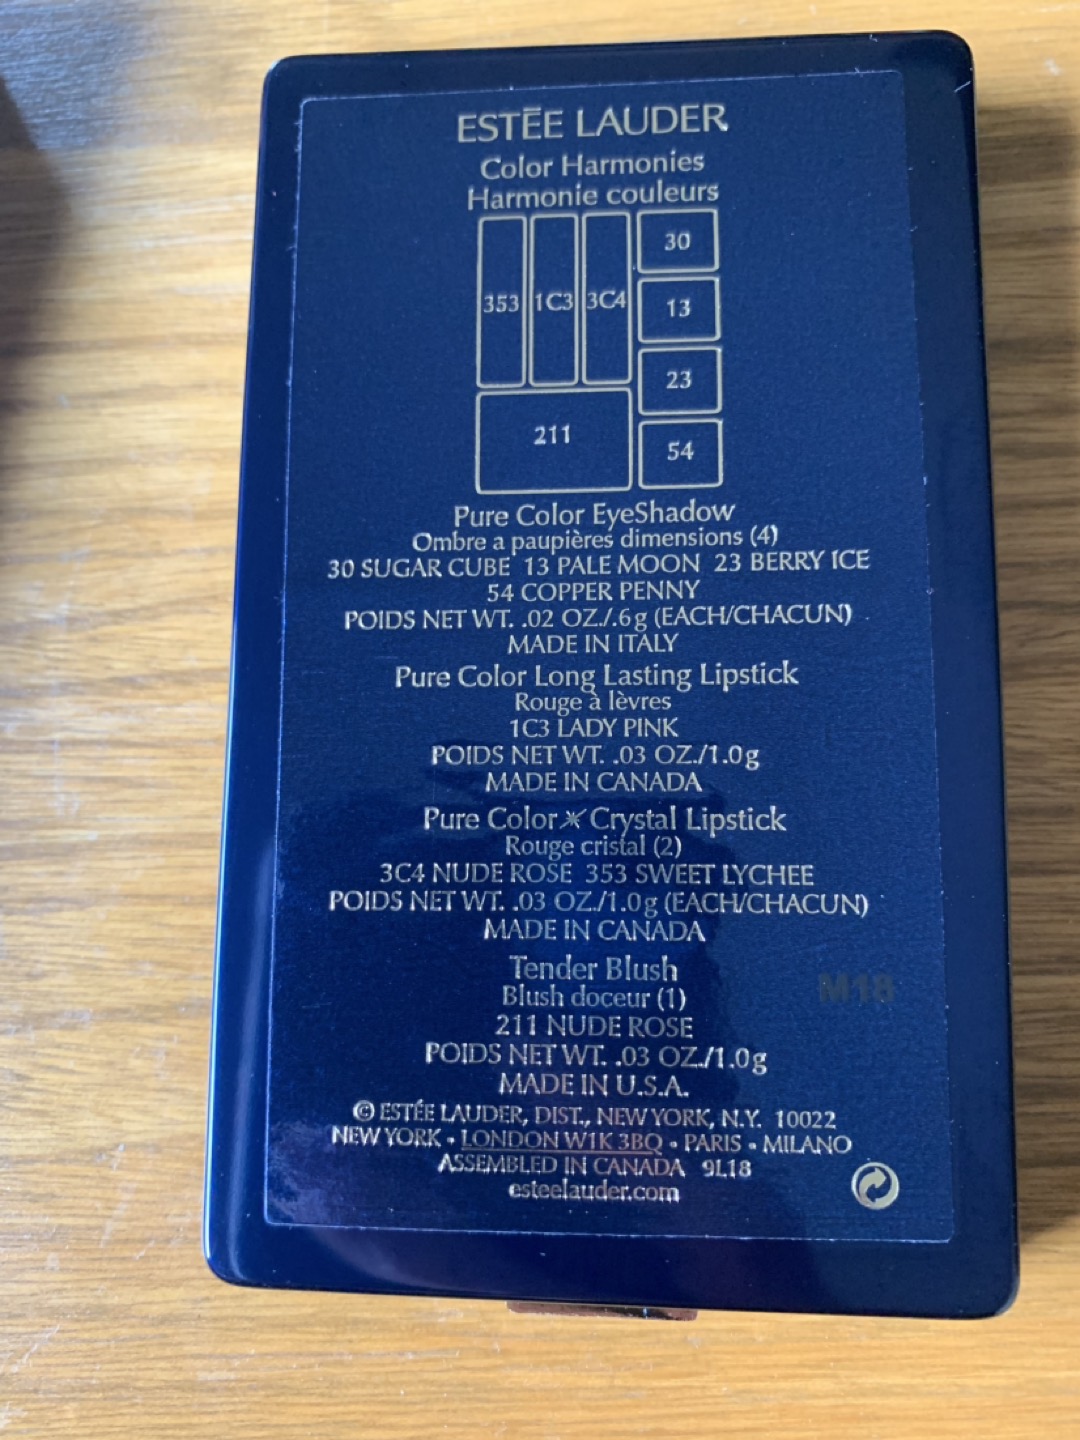 ESTĒE LAUDER
Color Harmonies
Harmonie couleurs
353 1C3 3C4
30
13
23
211
54
Pure Color EyeShadow
Ombre a paupières dimensions (4)
30 SUGAR CUBE 13 PALE MOON 23 BERRY ICE
54 COPPER PENNY
POIDS NET WT. .02 OZ./.6g (EACH/CHACUN)
MADE IN ITALY
Pure Color Long Lasting Lipstick
Rouge à lèvres
1C3 LADY PINK
POIDS NET WT. .03 OZ./1.0g
MADE IN CANADA
Pure Color Crystal Lipstick
Rouge cristal (2)
3C4 NUDE ROSE 353 SWEET LYCHEE
POIDS NET WT. .03 OZ./1.0g (EACH/CHACUN)
MADE IN CANADA
Tender Blush
Blush doceur (1)
M18
211 NUDE ROSE
POIDS NET WT. .03 OZ./1.0g
MADE IN U.S.A.
© ESTÉE LAUDER, DIST., NEW YORK, N.Y. 10022
NEW YORK • LONDON W1K 3BQ • PARIS • MILANO
ASSEMBLED IN CANADA 9L18
esteelauder.com